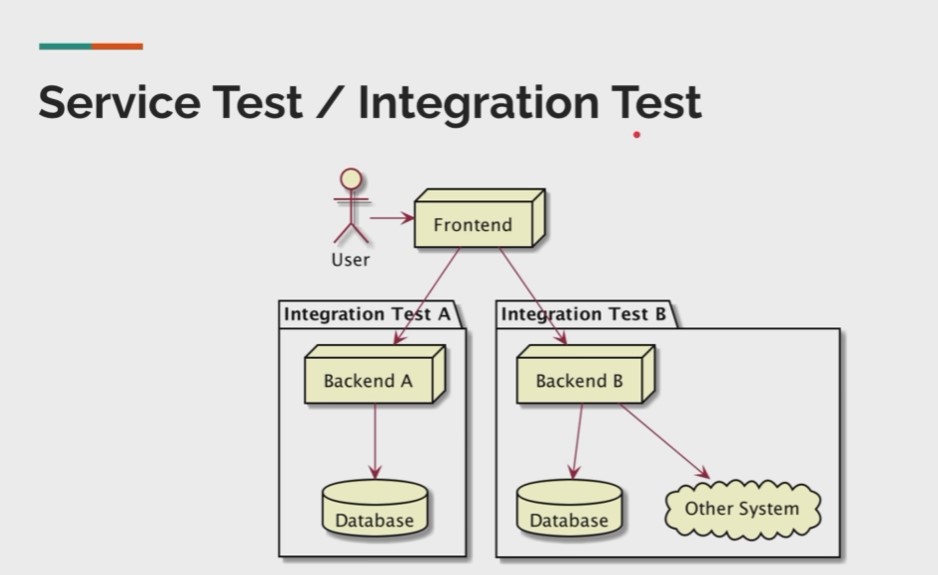 Service Test / Integration Test
User
Frontend
Integration Test A
Integration Test B
Backend A
Backend B
Database
Database
Other System